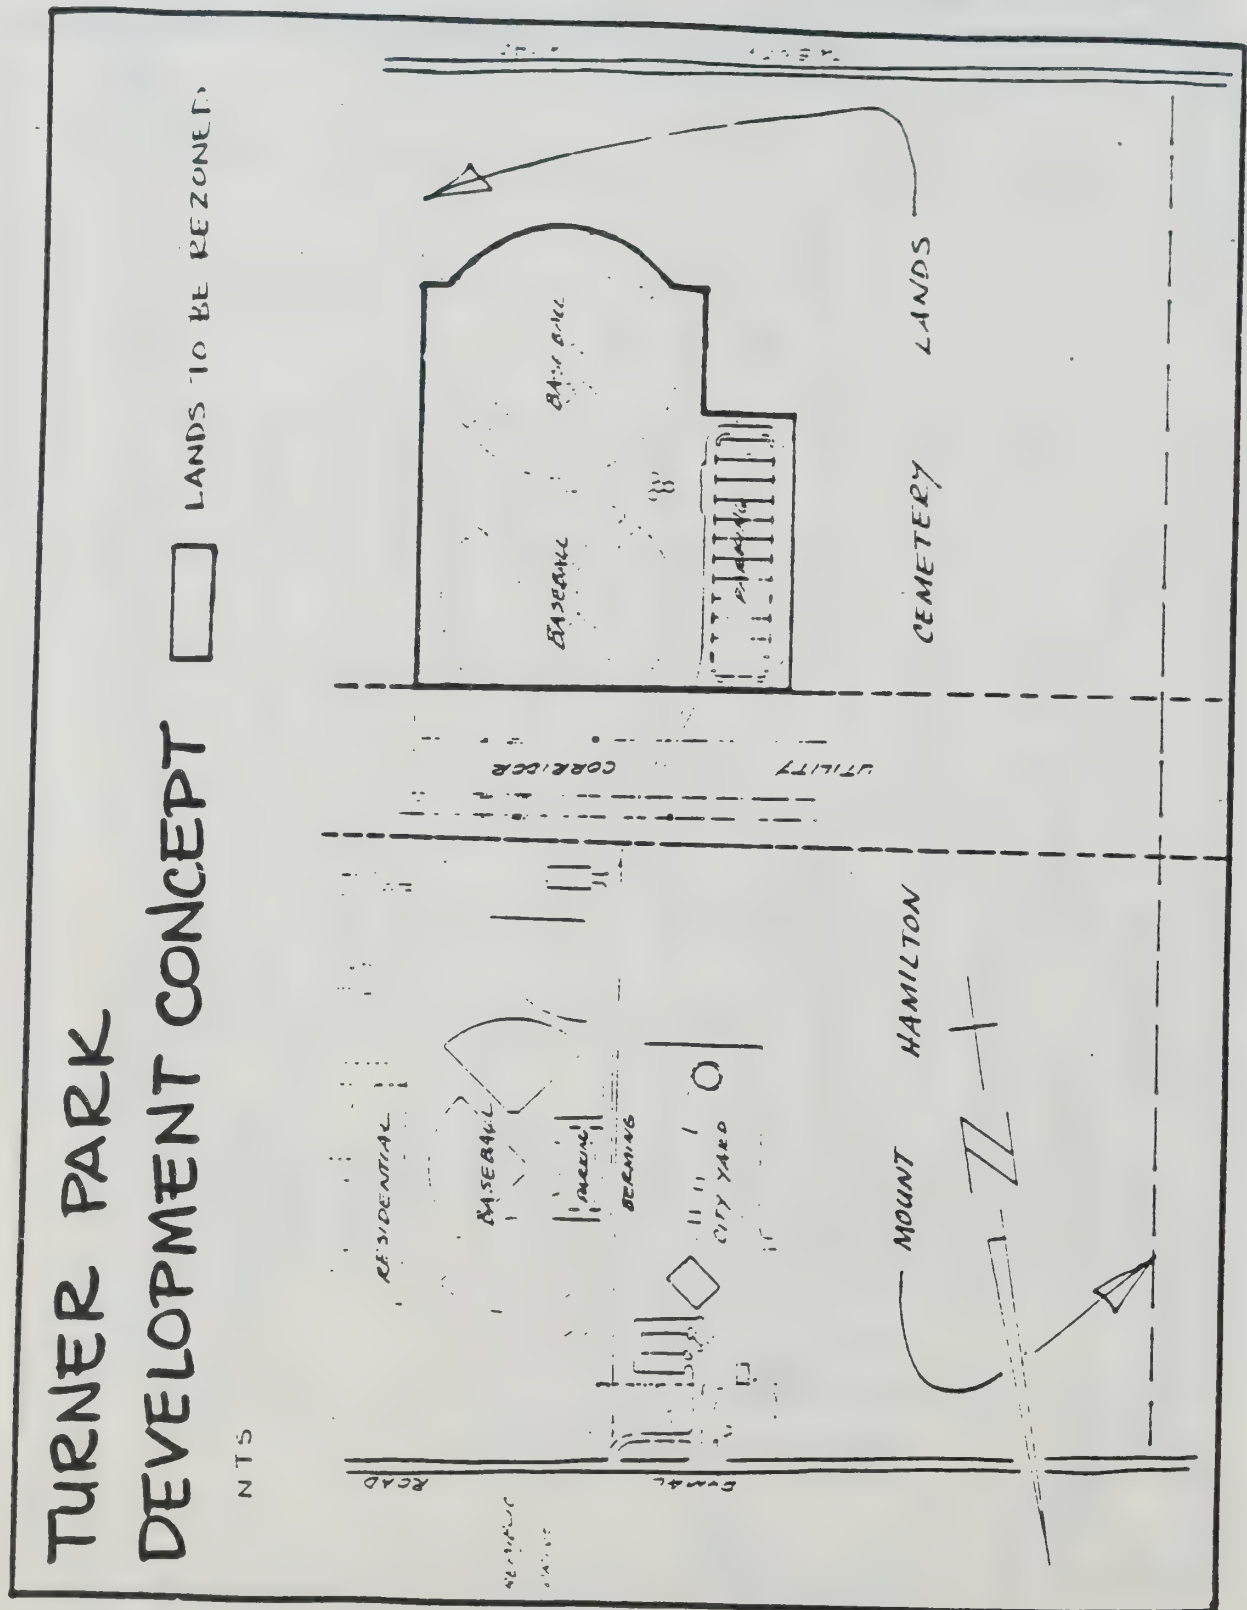 TURNER PARK
DEVELOPMENT CONCEPT
LANDS TO BE REZONED
NTS
RESIDENTIAL
BASEBALL
PARKING
BERMING
CITY YARD
UTILITY CORRIDOR
BASEBALL
BASEBALL
PARKING
ROAD
MOUNT HAMILTON
CEMETERY LANDS